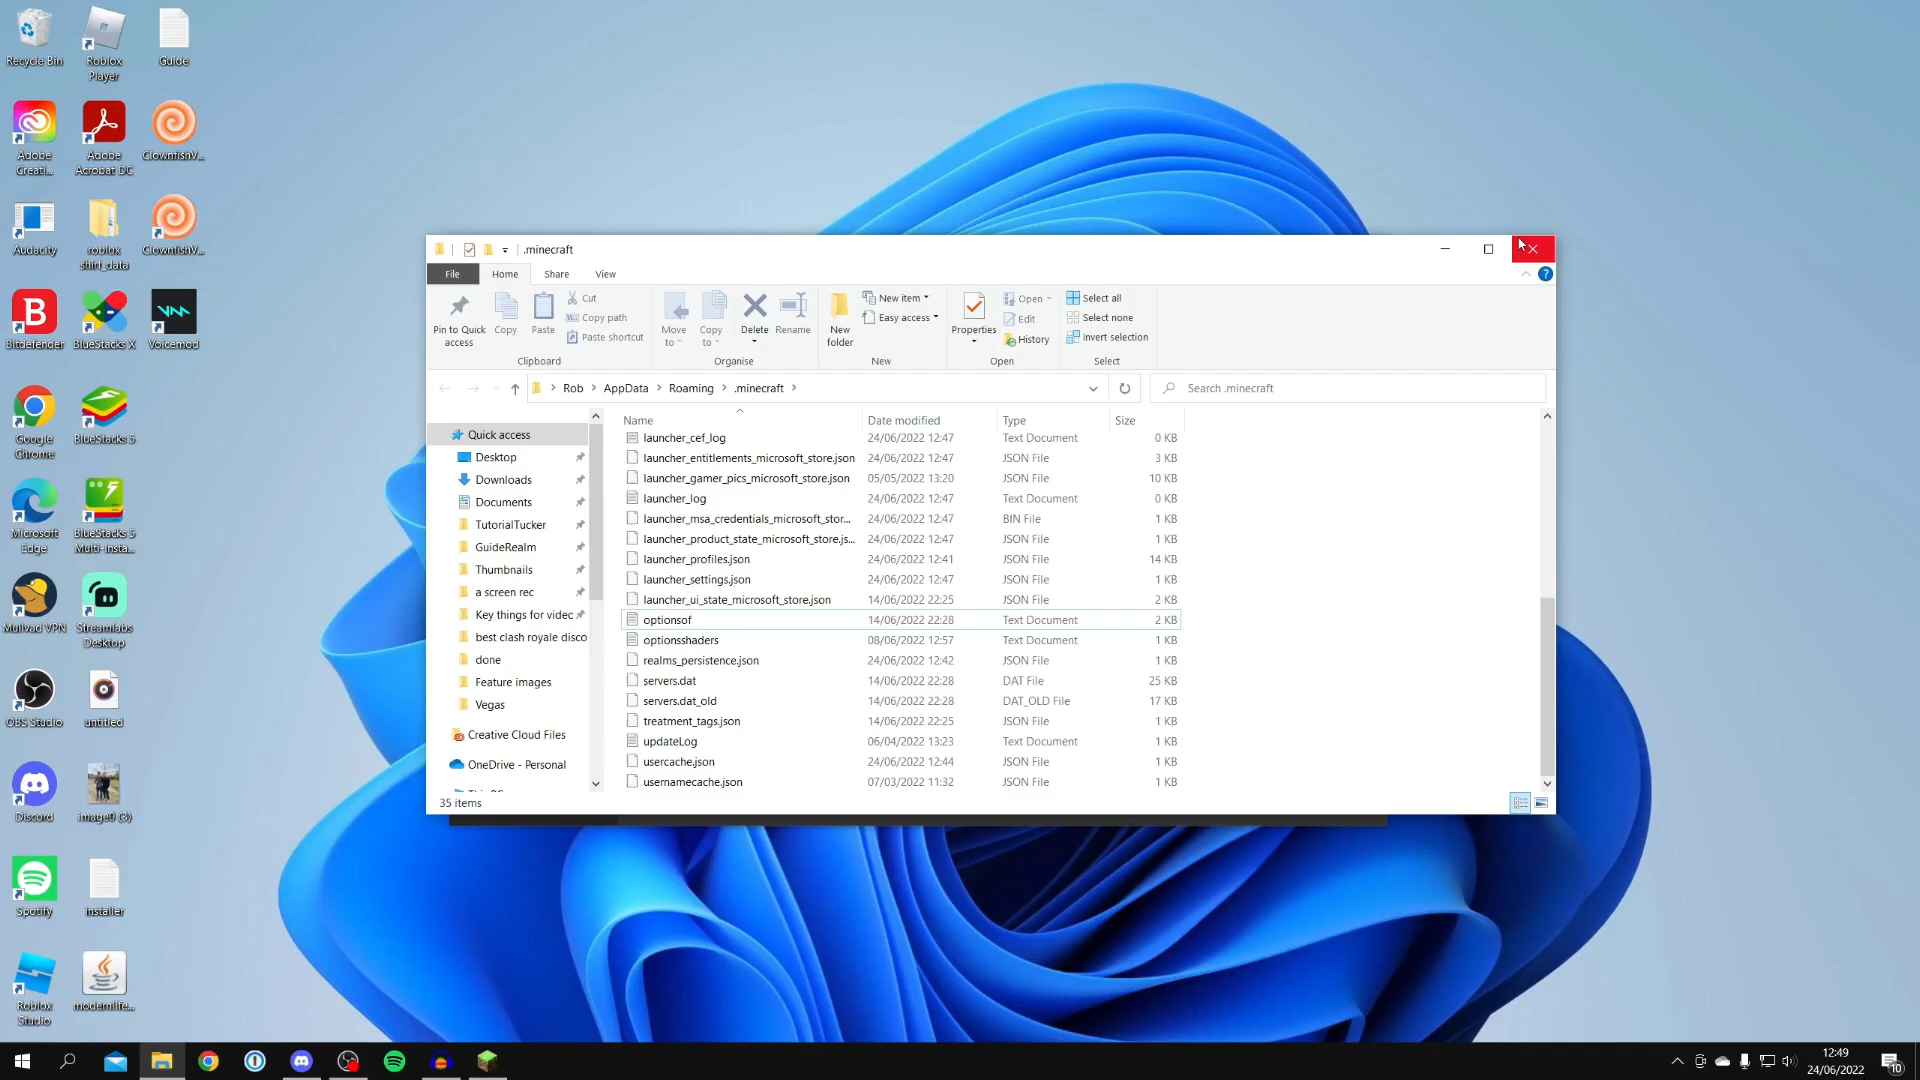 Recycle Bin
Roblox
Player
Guide
Adobe
Creati...
Adobe
Acrobat DC
ClownfishV...
Audacity
roblox
shirt_data
ClownfishV...
Bitdefender
BlueStacks X
Voicemod
Google
Chrome
BlueStacks 5
Microsoft
Edge
BlueStacks 5
Multi-Insta...
Mullvad VPN
Streamlabs
Desktop
OBS Studio
untitled
Discord
image0 (3)
Spotify
Installer
Roblox
Studio
modernlife...
.minecraft
File
Home
Share
View
Pin to Quick
access
Copy
Paste
Cut
Copy path
Paste shortcut
Clipboard
Move
to
Copy
to
Delete
Rename
Organise
New
folder
New item
Easy access
New
Properties
Open
Edit
History
Open
Select all
Select none
Invert selection
Select
Rob
AppData
Roaming
.minecraft
Search .minecraft
Quick access
Desktop
Downloads
Documents
TutorialTucker
GuideRealm
Thumbnails
a screen rec
Key things for videc
best clash royale disco
done
Feature images
Vegas
Creative Cloud Files
OneDrive - Personal
Name Date modified Type Size
launcher_cef_log 24/06/2022 12:47 Text Document 0 KB
launcher_entitlements_microsoft_store.json 24/06/2022 12:47 JSON File 3 KB
launcher_gamer_pics_microsoft_store.json 05/05/2022 13:20 JSON File 10 KB
launcher_log 24/06/2022 12:47 Text Document 0 KB
launcher_msa_credentials_microsoft_stor... 24/06/2022 12:47 BIN File 1 KB
launcher_product_state_microsoft_store.js... 24/06/2022 12:47 JSON File 1 KB
launcher_profiles.json 24/06/2022 12:41 JSON File 14 KB
launcher_settings.json 24/06/2022 12:47 JSON File 1 KB
launcher_ui_state_microsoft_store.json 14/06/2022 22:25 JSON File 2 KB
optionsof 14/06/2022 22:28 Text Document 2 KB
optionsshaders 08/06/2022 12:57 Text Document 1 KB
realms_persistence.json 24/06/2022 12:42 JSON File 1 KB
servers.dat 14/06/2022 22:28 DAT File 25 KB
servers.dat_old 14/06/2022 22:28 DAT_OLD File 17 KB
treatment_tags.json 14/06/2022 22:25 JSON File 1 KB
updateLog 06/04/2022 13:23 Text Document 1 KB
usercache.json 24/06/2022 12:44 JSON File 1 KB
usernamecache.json 07/03/2022 11:32 JSON File 1 KB
35 items
12:49
24/06/2022
10